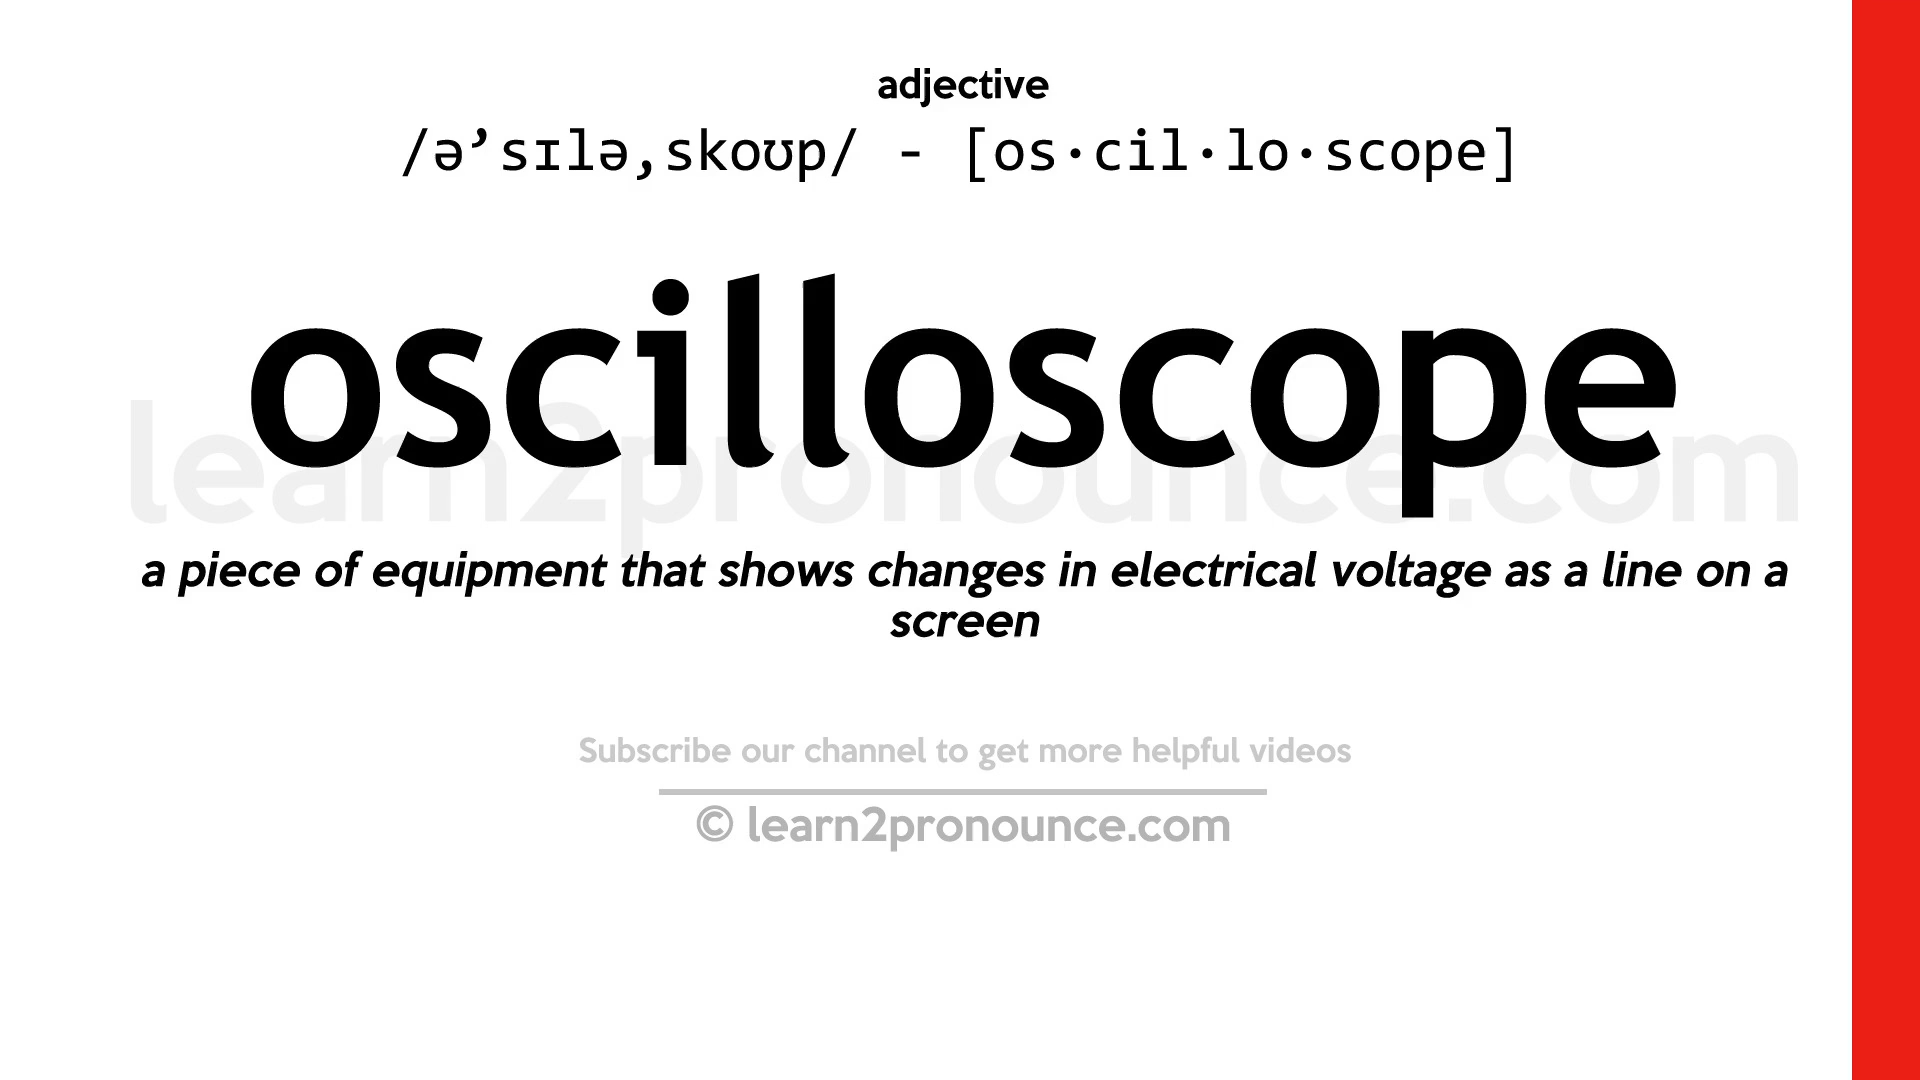 adjective
/ə’sɪlə,skoʊp/ - [os·cil·lo·scope]
oscilloscope
learn2pronounce.com
a piece of equipment that shows changes in electrical voltage as a line on a
screen
Subscribe our channel to get more helpful videos
© learn2pronounce.com